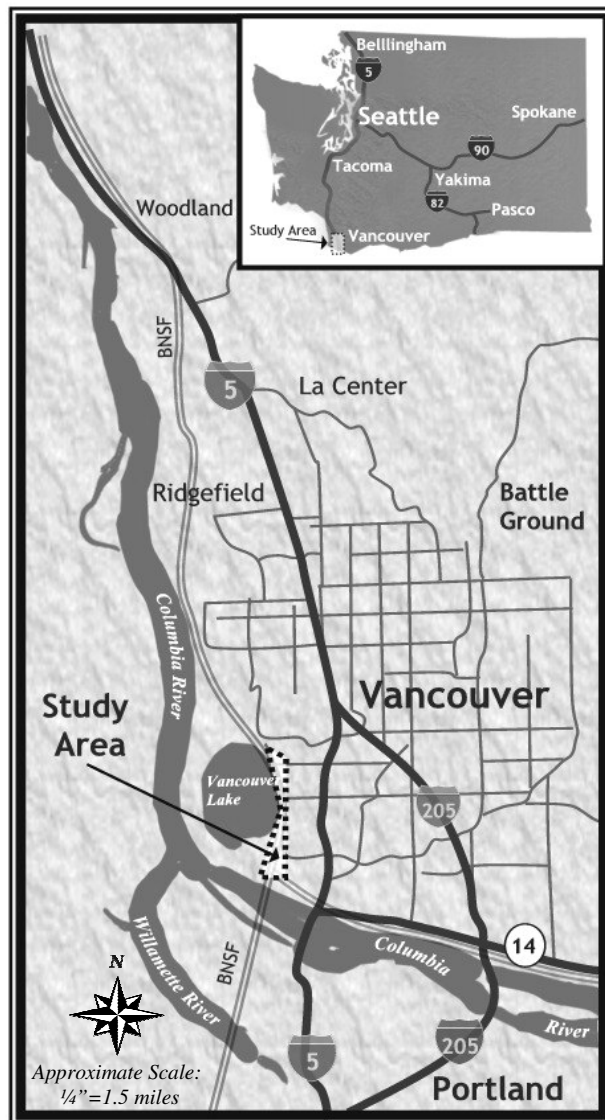 Belllingham
5
Seattle
Spokane
90
Tacoma
Yakima
82
Pasco
Study Area
Vancouver
Woodland
BNSF
5
La Center
Ridgefield
Battle
Ground
Columbia River
Study
Area
Vancouver
Vancouver
Lake
205
14
Columbia
River
Willamette River
BNSF
N
5
205
Approximate Scale:
¼"=1.5 miles
Portland